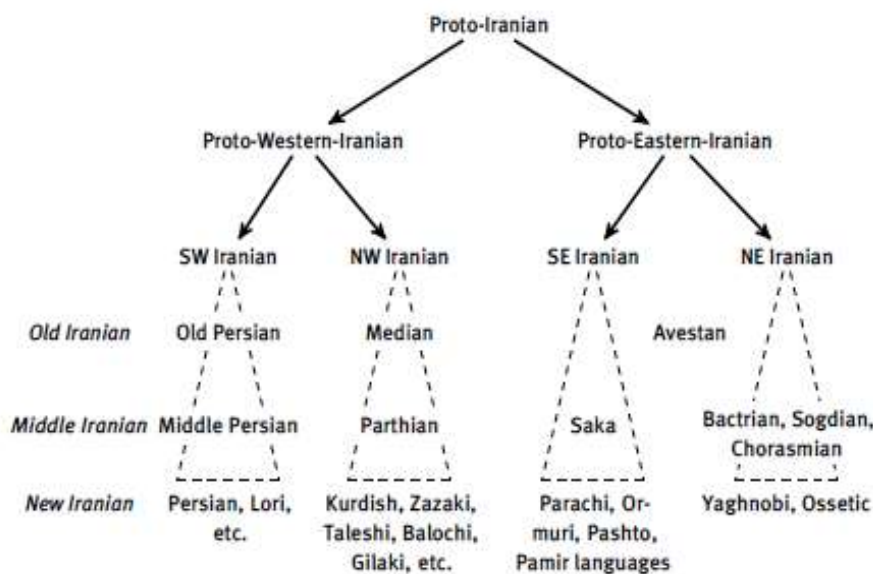 Proto-Iranian
Proto-Western-Iranian Proto-Eastern-Iranian
SW Iranian NW Iranian SE Iranian NE Iranian
Old Iranian Old Persian Median Avestan
Middle Iranian Middle Persian Parthian Saka Bactrian, Sogdian,
Chorasmian
New Iranian Persian, Lori, Kurdish, Zazaki, Parachi, Or- Yaghnobi, Ossetic
etc. Taleshi, Balochi, muri, Pashto,
Gilaki, etc. Pamir languages